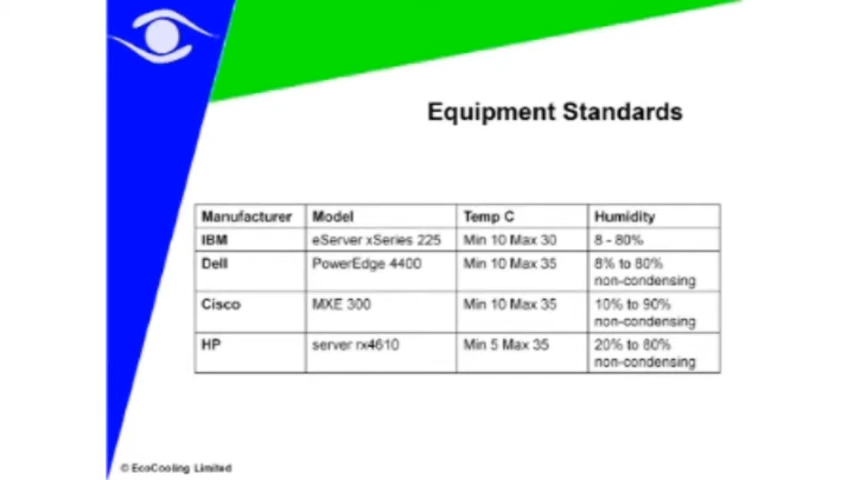 Equipment Standards
Manufacturer Model Temp C Humidity
IBM eServer xSeries 225 Min 10 Max 30 8 - 80%
Dell PowerEdge 4400 Min 10 Max 35 8% to 80%
non-condensing
Cisco MXE 300 Min 10 Max 35 10% to 90%
non-condensing
HP server rx4610 Min 5 Max 35 20% to 80%
non-condensing
© EcoCooling Limited